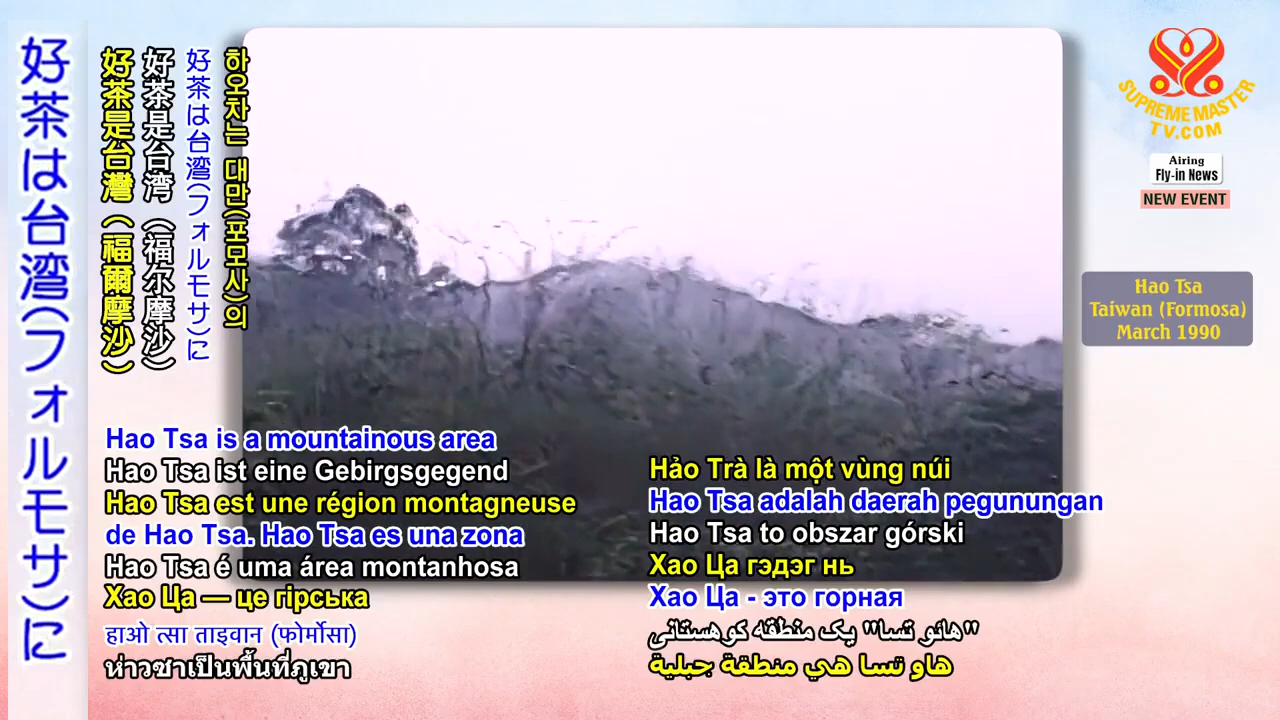 好茶は台湾(フォルモサ)に
好茶是台灣（福爾摩沙）
好茶是台湾（福尔摩沙）
好茶は台湾(フォルモサ)に
하오차는 대만(포모사)의
Hao Tsa is a mountainous area
Hao Tsa ist eine Gebirgsgegend
Hao Tsa est une région montagneuse
de Hao Tsa. Hao Tsa es una zona
Hao Tsa é uma área montanhosa
Хао Ца — це гірська
हाओ त्सा ताइवान (फोर्मोसा)
ห่าวซาเป็นพื้นที่ภูเขา
Hảo Trà là một vùng núi
Hao Tsa adalah daerah pegunungan
Hao Tsa to obszar górski
Хао Ца гэдэг нь
Хао Ца - это горная
"هائو تسا" یک منطقه کوهستانی
هاو تسا هي منطقة جبلية
SUPREME MASTER
TV.COM
Airing
Fly-in News
NEW EVENT
Hao Tsa
Taiwan (Formosa)
March 1990